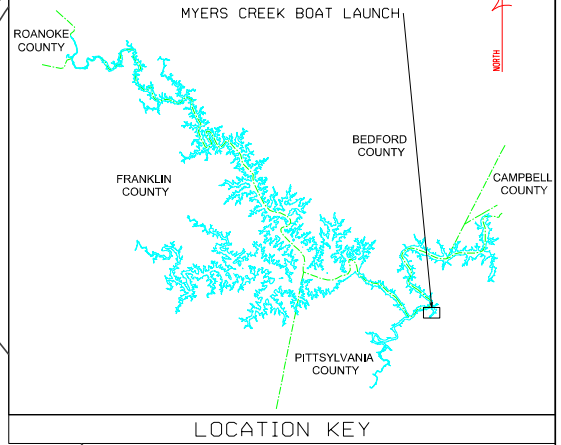 MYERS CREEK BOAT LAUNCH
ROANOKE
COUNTY
NORTH
BEDFORD
COUNTY
FRANKLIN
COUNTY
CAMPBELL
COUNTY
PITTSYLVANIA
COUNTY
LOCATION KEY